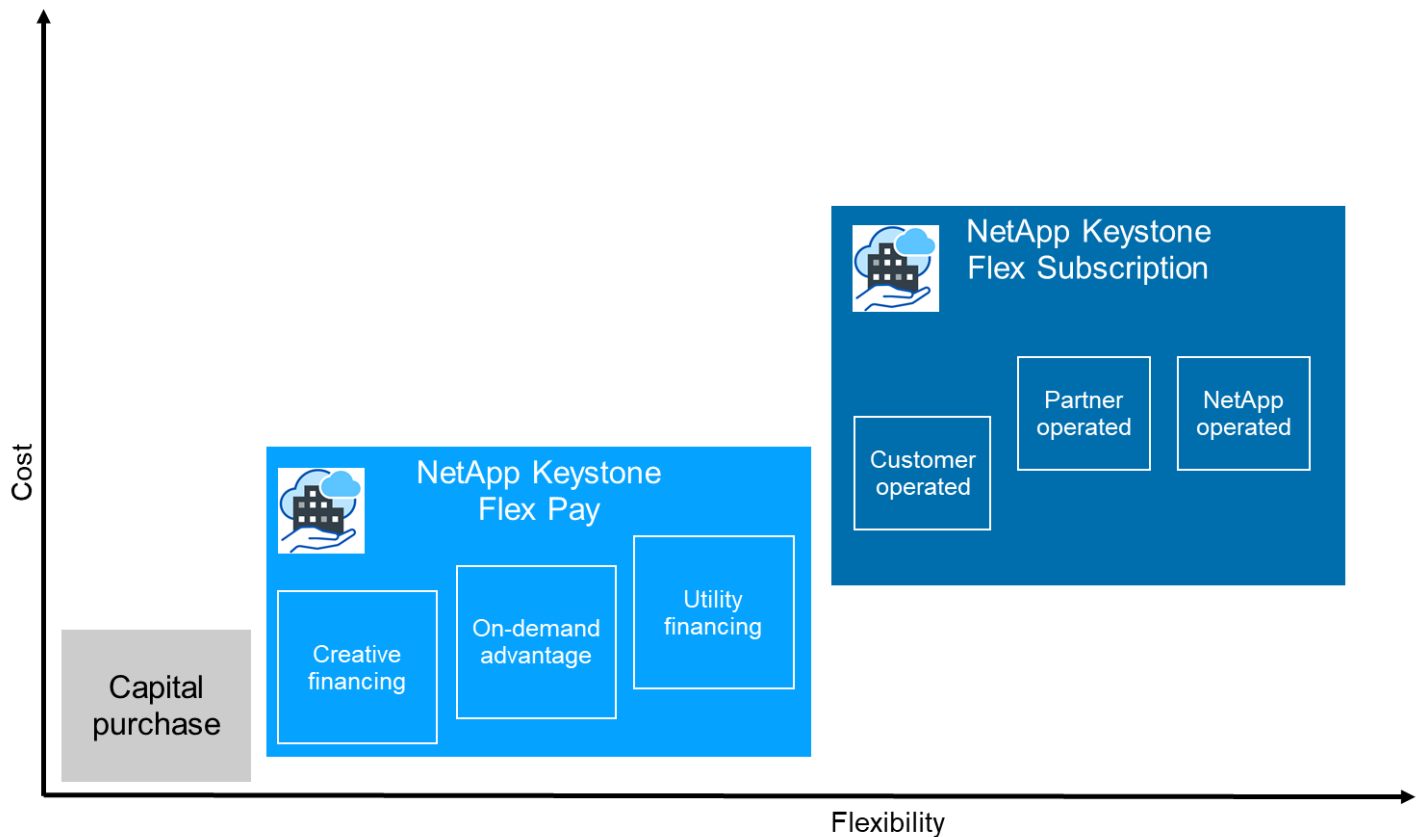 NetApp Keystone
Flex Subscription
Partner
operated
NetApp
operated
Customer
operated
Cost
NetApp Keystone
Flex Pay
Utility
financing
On-demand
advantage
Creative
financing
Capital
purchase
Flexibility